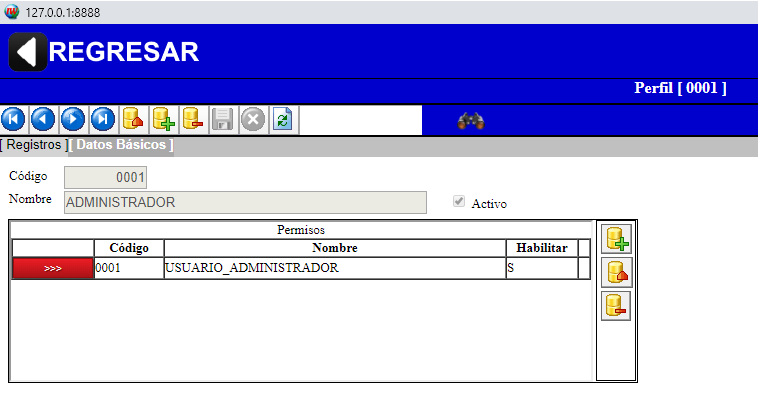 127.0.0.1:8888
REGRESAR
Perfil [ 0001 ]
[ Registros ][ Datos Básicos ]
Código 0001
Nombre ADMINISTRADOR Activo
Permisos
Código Nombre Habilitar
>>> 0001 USUARIO_ADMINISTRADOR S